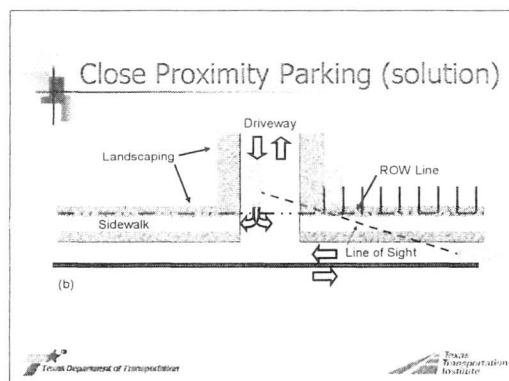 Close Proximity Parking (solution)
Driveway
Landscaping
ROW Line
Sidewalk
Line of Sight
(b)
Texas Department of Transportation
Texas
Transportation
Institute